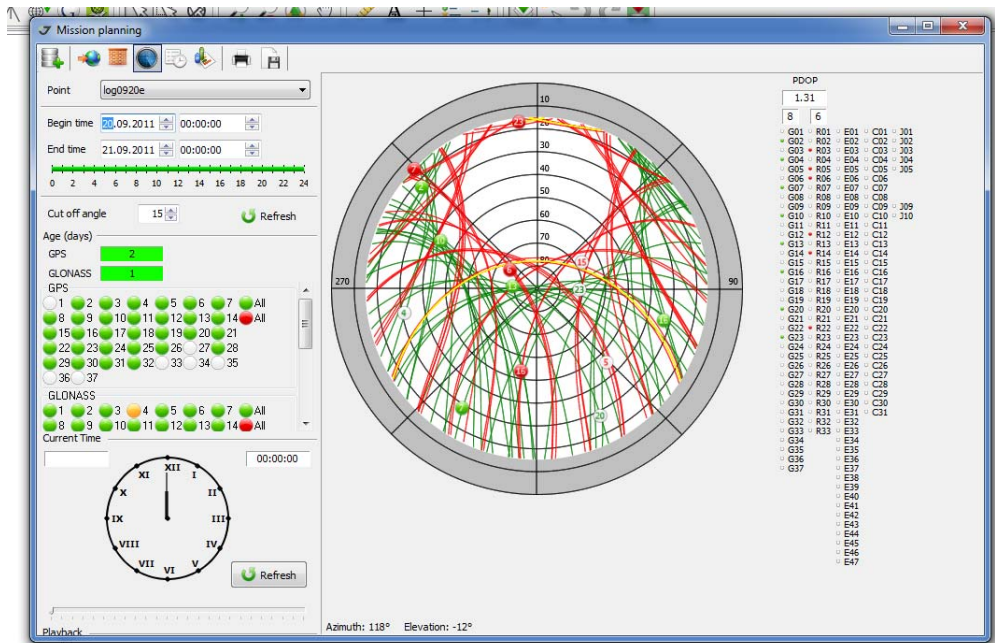 Mission planning
Point log0920e
Begin time 20.09.2011 00:00:00
End time 21.09.2011 00:00:00
0 2 4 6 8 10 12 14 16 18 20 22 24
Cut off angle 15 Refresh
Age (days)
GPS 2
GLONASS 1
GPS
1 2 3 4 5 6 7 All
8 9 10 11 12 13 14 All
15 16 17 18 19 20 21
22 23 24 25 26 27 28
29 30 31 32 33 34 35
36 37
GLONASS
1 2 3 4 5 6 7 All
8 9 10 11 12 13 14 All
Current Time
00:00:00
XII
XI I
X II
IX III
VIII IV
VII VI V
Refresh
Playback
10
20
30
40
50
60
70
80
270 90
23
7
2
10
6
13
15
23
4
16
5
20
Azimuth: 118° Elevation: -12°
PDOP
1.31
8 6
G01 R01 E01 C01 J01
G02 R02 E02 C02 J02
G03 R03 E03 C03 J03
G04 R04 E04 C04 J04
G05 R05 E05 C05 J05
G06 R06 E06 C06
G07 R07 E07 C07
G08 R08 E08 C08
G09 R09 E09 C09 J09
G10 R10 E10 C10 J10
G11 R11 E11 C11
G12 R12 E12 C12
G13 R13 E13 C13
G14 R14 E14 C14
G15 R15 E15 C15
G16 R16 E16 C16
G17 R17 E17 C17
G18 R18 E18 C18
G19 R19 E19 C19
G20 R20 E20 C20
G21 R21 E21 C21
G22 R22 E22 C22
G23 R23 E23 C23
G24 R24 E24 C24
G25 R25 E25 C25
G26 R26 E26 C26
G27 R27 E27 C27
G28 R28 E28 C28
G29 R29 E29 C29
G30 R30 E30 C30
G31 R31 E31 C31
G32 R32 E32
G33 R33 E33
G34 E34
G35 E35
G36 E36
G37 E37
E38
E39
E40
E41
E42
E43
E44
E45
E46
E47